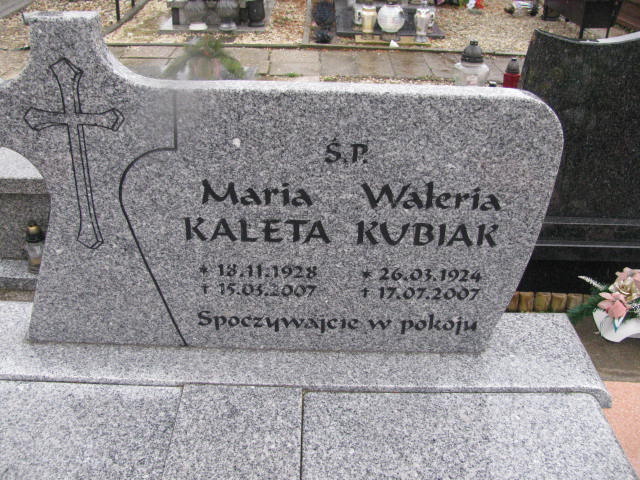 Ś.P.
Maria Waleria
KALETA KUBIAK
* 18.11.1928 * 26.03.1924
† 15.03.2007 † 17.07.2007
Spoczywajcie w pokoju